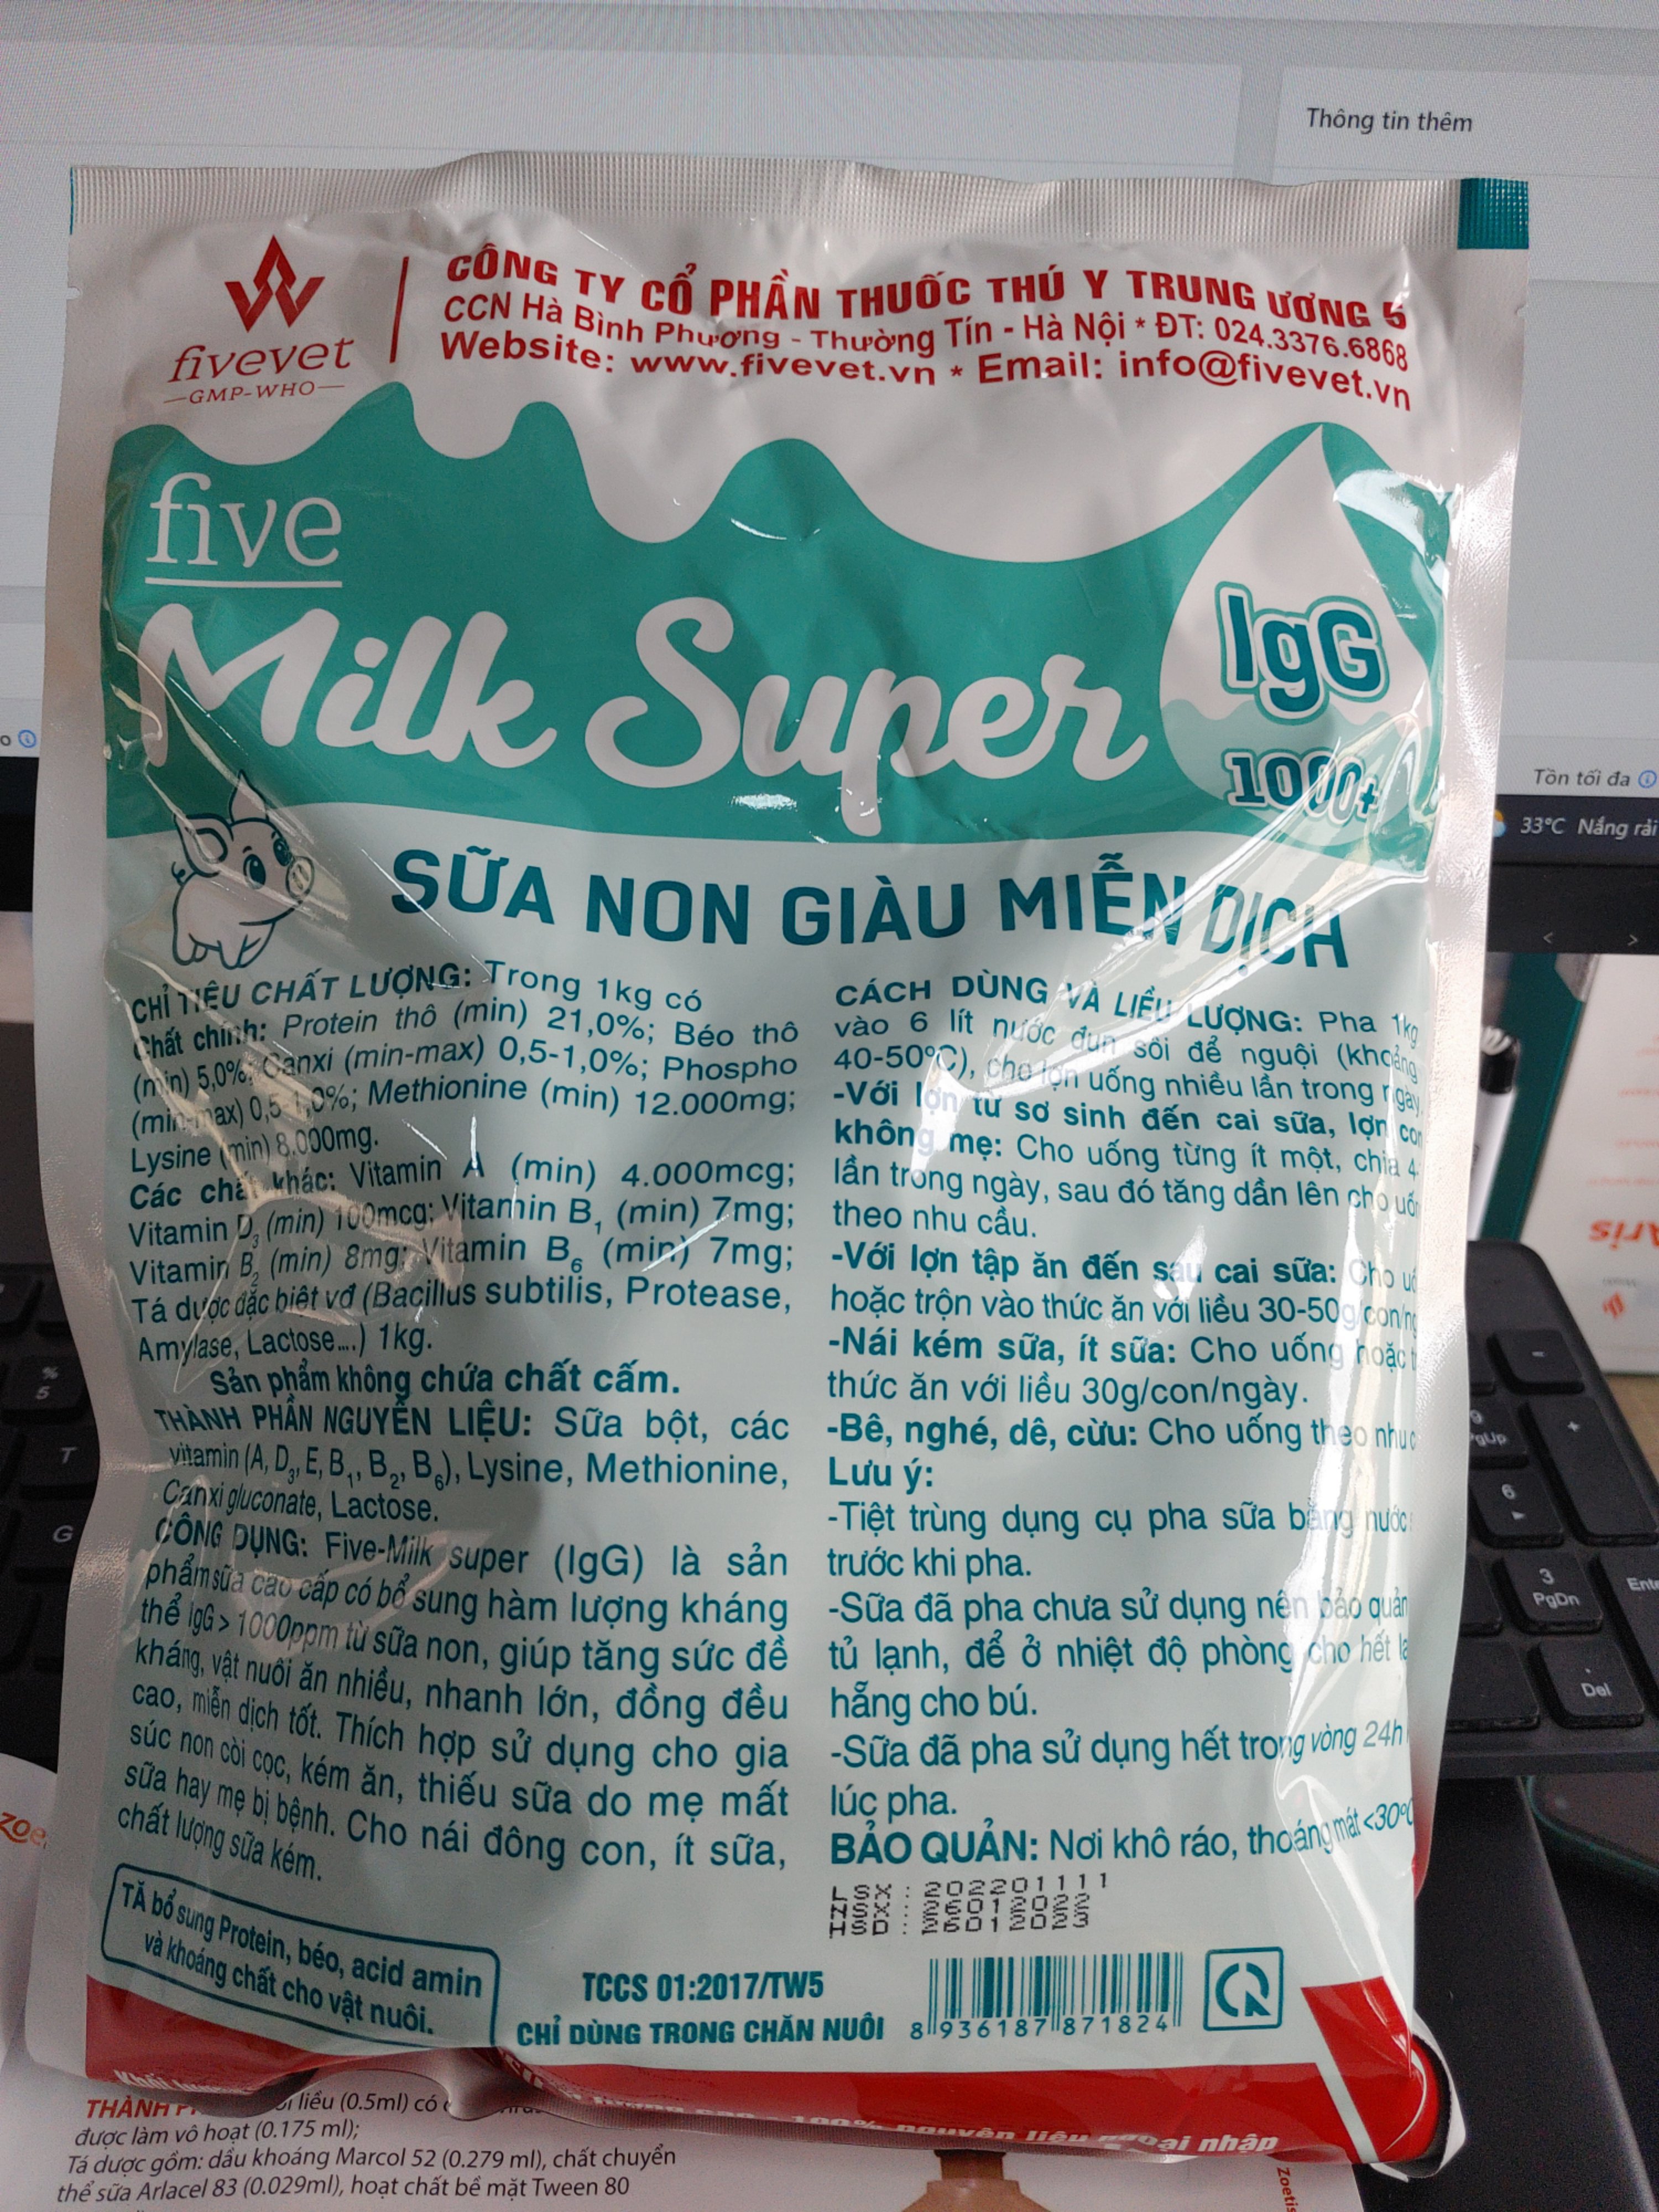 Thông tin thêm
fivevet
GMP-WHO
CÔNG TY CỔ PHẦN THUỐC THÚ Y TRUNG ƯƠNG 5
CCN Hà Bình Phương - Thường Tín - Hà Nội * ĐT: 024.3376.6868
Website: www.fivevet.vn * Email: info@fivevet.vn
five
Milk Super
IgG
1000+
SỮA NON GIÀU MIỄN DỊCH
CHỈ TIÊU CHẤT LƯỢNG: Trong 1kg có
Chất chính: Protein thô (min) 21,0%; Béo thô
(min) 5,0%; Canxi (min-max) 0,5-1,0%; Phospho
(min-max) 0,5-1,0%; Methionine (min) 12.000mg;
Lysine (min) 8.000mg.
Các chất khác: Vitamin A (min) 4.000mcg;
Vitamin D3 (min) 100mcg; Vitamin B1 (min) 7mg;
Vitamin B2 (min) 8mg; Vitamin B6 (min) 7mg;
Tá dược đặc biệt vđ (Bacillus subtilis, Protease,
Amylase, Lactose....) 1kg.
Sản phẩm không chứa chất cấm.
THÀNH PHẦN NGUYÊN LIỆU: Sữa bột, các
vitamin (A, D3, E, B1, B2, B6), Lysine, Methionine,
Canxi gluconate, Lactose.
CÔNG DỤNG: Five-Milk super (IgG) là sản
phẩm sữa cao cấp có bổ sung hàm lượng kháng
thể IgG > 1000ppm từ sữa non, giúp tăng sức đề
kháng, vật nuôi ăn nhiều, nhanh lớn, đồng đều
cao, miễn dịch tốt. Thích hợp sử dụng cho gia
súc non còi cọc, kém ăn, thiếu sữa do mẹ mất
sữa hay mẹ bị bệnh. Cho nái đông con, ít sữa,
chất lượng sữa kém.
TĂ bổ sung Protein, béo, acid amin
và khoáng chất cho vật nuôi.
CÁCH DÙNG VÀ LIỀU LƯỢNG: Pha 1kg
vào 6 lít nước đun sôi để nguội (khoảng
40-50°C), cho lợn uống nhiều lần trong ngày
-Với lợn từ sơ sinh đến cai sữa, lợn con
không mẹ: Cho uống từng ít một, chia 4
lần trong ngày, sau đó tăng dần lên cho
theo nhu cầu.
-Với lợn tập ăn đến sau cai sữa: Cho
hoặc trộn vào thức ăn với liều 30-50g/con/
-Nái kém sữa, ít sữa: Cho uống hoặc
thức ăn với liều 30g/con/ngày.
-Bê, nghé, dê, cừu: Cho uống theo nhu
Lưu ý:
-Tiệt trùng dụng cụ pha sữa bằng nước
trước khi pha.
-Sữa đã pha chưa sử dụng nên bảo quản
tủ lạnh, để ở nhiệt độ phòng cho hết
hẵng cho bú.
-Sữa đã pha sử dụng hết trong vòng 24h
lúc pha.
BẢO QUẢN: Nơi khô ráo, thoáng mát <30°C
LSX : 202201111
NSX : 26012022
HSD : 26012023
TCCS 01:2017/TW5
CHỈ DÙNG TRONG CHĂN NUÔI
8 936187 871824
100% nguyên liệu ngoại nhập
Tồn tối đa
33°C Nắng rải
liều (0.5ml) có
được làm vô hoạt (0.175 ml);
Tá dược gồm: dầu khoáng Marcol 52 (0.279 ml), chất chuyển
thể sữa Arlacel 83 (0.029ml), hoạt chất bề mặt Tween 80
%
5
T
G
9
PgUp
6
3
PgDn
+
-
.
Del